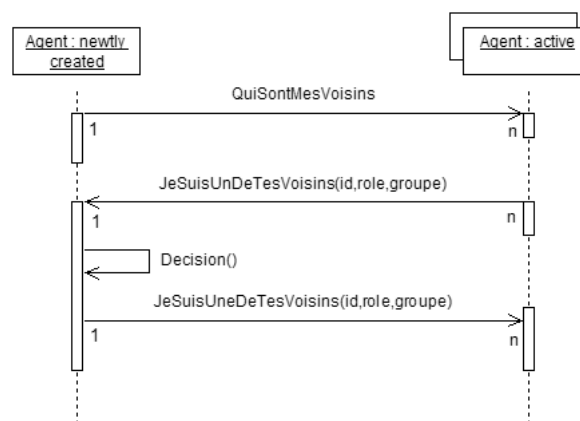 Agent : newtly
created
Agent : active
QuiSontMesVoisins
1
n
JeSuisUnDeTesVoisins(id,role,groupe)
1
n
Decision()
JeSuisUneDeTesVoisins(id,role,groupe)
1
n